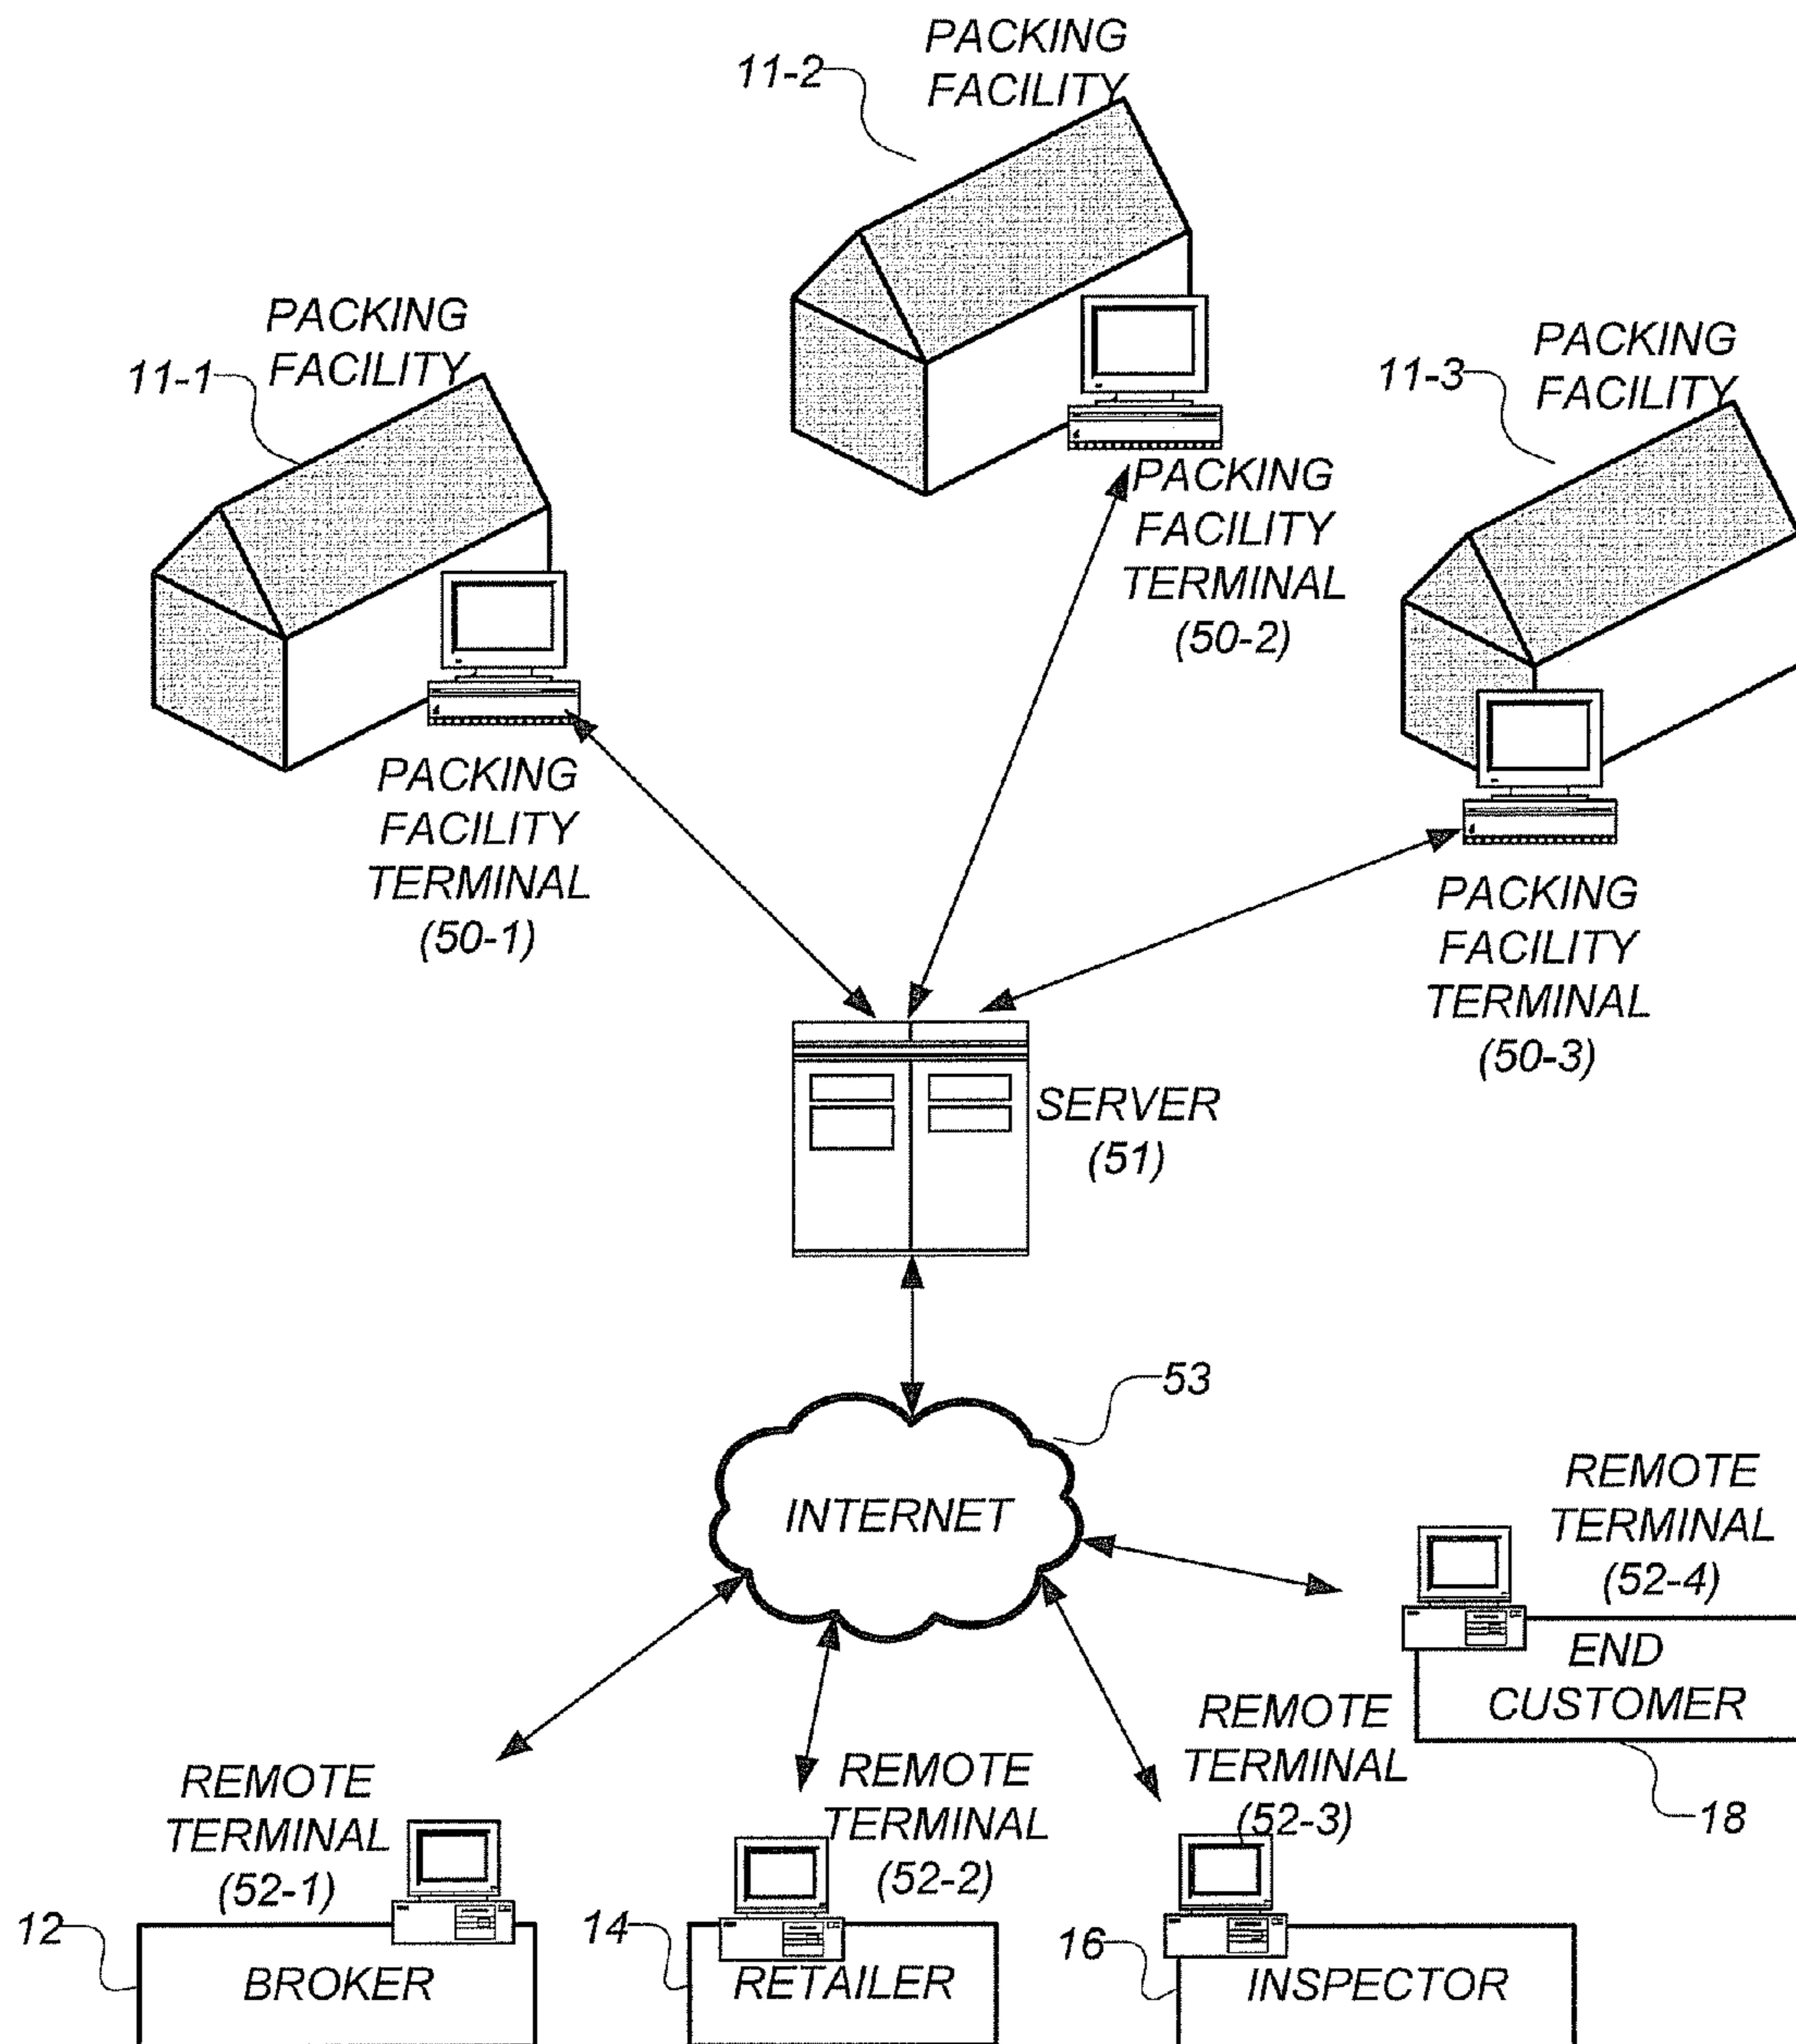 PACKING
FACILITY
11-2
PACKING
FACILITY
11-1
PACKING
FACILITY
11-3
PACKING
FACILITY
TERMINAL
(50-2)
PACKING
FACILITY
TERMINAL
(50-1)
PACKING
FACILITY
TERMINAL
(50-3)
SERVER
(51)
53
INTERNET
REMOTE
TERMINAL
(52-4)
END
CUSTOMER
18
REMOTE
TERMINAL
(52-3)
REMOTE
TERMINAL
(52-2)
REMOTE
TERMINAL
(52-1)
12
BROKER
14
RETAILER
16
INSPECTOR